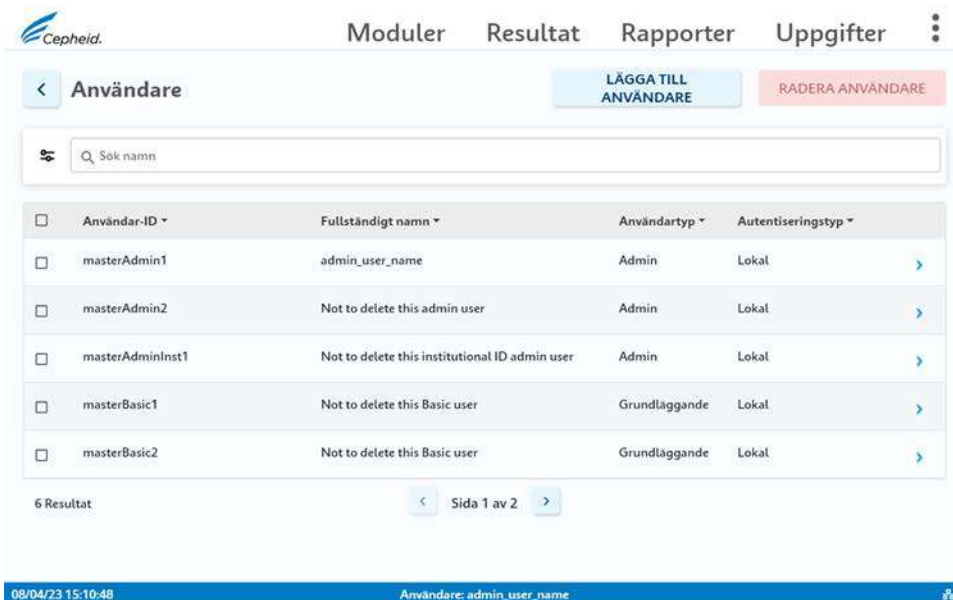 Cepheid.
Moduler Resultat Rapporter Uppgifter
Användare
LÄGGA TILL
ANVÄNDARE
RADERA ANVÄNDARE
Sök namn
Användar-ID Fullständigt namn Användartyp Autentiseringstyp
masterAdmin1 admin_user_name Admin Lokal
masterAdmin2 Not to delete this admin user Admin Lokal
masterAdminInst1 Not to delete this institutional ID admin user Admin Lokal
masterBasic1 Not to delete this Basic user Grundläggande Lokal
masterBasic2 Not to delete this Basic user Grundläggande Lokal
6 Resultat Sida 1 av 2
08/04/23 15:10:48 Användare: admin_user_name